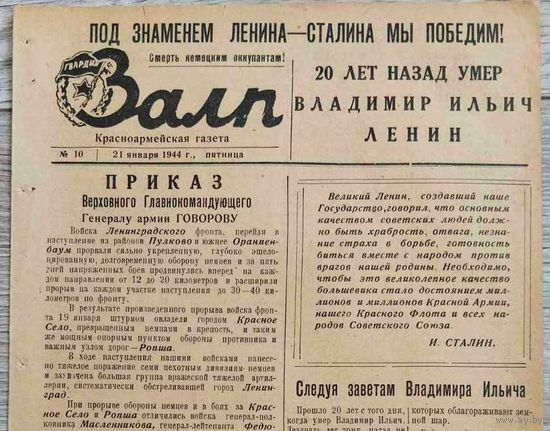 ПОД ЗНАМЕНЕМ ЛЕНИНА—СТАЛИНА МЫ ПОБЕДИМ!
Смерть немецким оккупантам!
ГВАРДИЯ
Залп
Красноармейская газета
№ 10 21 января 1944 г., пятница
20 ЛЕТ НАЗАД УМЕР
ВЛАДИМИР ИЛЬИЧ
ЛЕНИН
ПРИКАЗ
Верховного Главнокомандующего
Генералу армии ГОВОРОВУ
Войска Ленинградского фронта, перейдя в
наступление из районов Пулково и южнее Ораниен-
баум прорвали сильно укрепленную, глубоко эшело-
лированную, долговременную оборону немцев и за пять
дней напряженных боев продвинулись вперед на каж-
дом направлении от 12 до 20 километров и расширили
прорыв на каждом участке наступления до 30—40 ки-
лометров по фронту.
В результате произведенного прорыва войска фрон-
та 19 января штурмом овладели городом Красное
Село, превращенным немцами в крепость, и таким
же мощным опорным пунктом обороны противника и
важным узлом дорог—Ропша.
В ходе наступления нашими войсками нанесе-
но тяжелое поражение семи пехотным дивизиям немцев
и захвачена большая группа вражеской тяжелой артил-
лерии, систематически обстреливавшей город Ленин-
град.
При прорыве обороны немцев и в боях за Крас-
ное Село и Ропша отличились войска генерал-пол-
ковника Масленникова, генерал-лейтенанта Федю-
Великий Ленин, создавший наше
Государство,говорил, что основным
качеством советских людей долж-
но быть храбрость, отвага, незна-
ние страха в борьбе, готовность
биться вместе с народом против
врагов нашей родины. Необходимо,
чтобы это великолепное качество
большевика стало достоянием мил-
лионов и миллионов Красной Армии,
нашего Красного Флота и всех на-
родов Советского Союза.
И. СТАЛИН.
Следуя заветам Владимира Ильича
Прошло 20 лет с того дня,
когда умер Владимир Ильич.
которых облагораживает зем-
ной шар.
www.ay.by